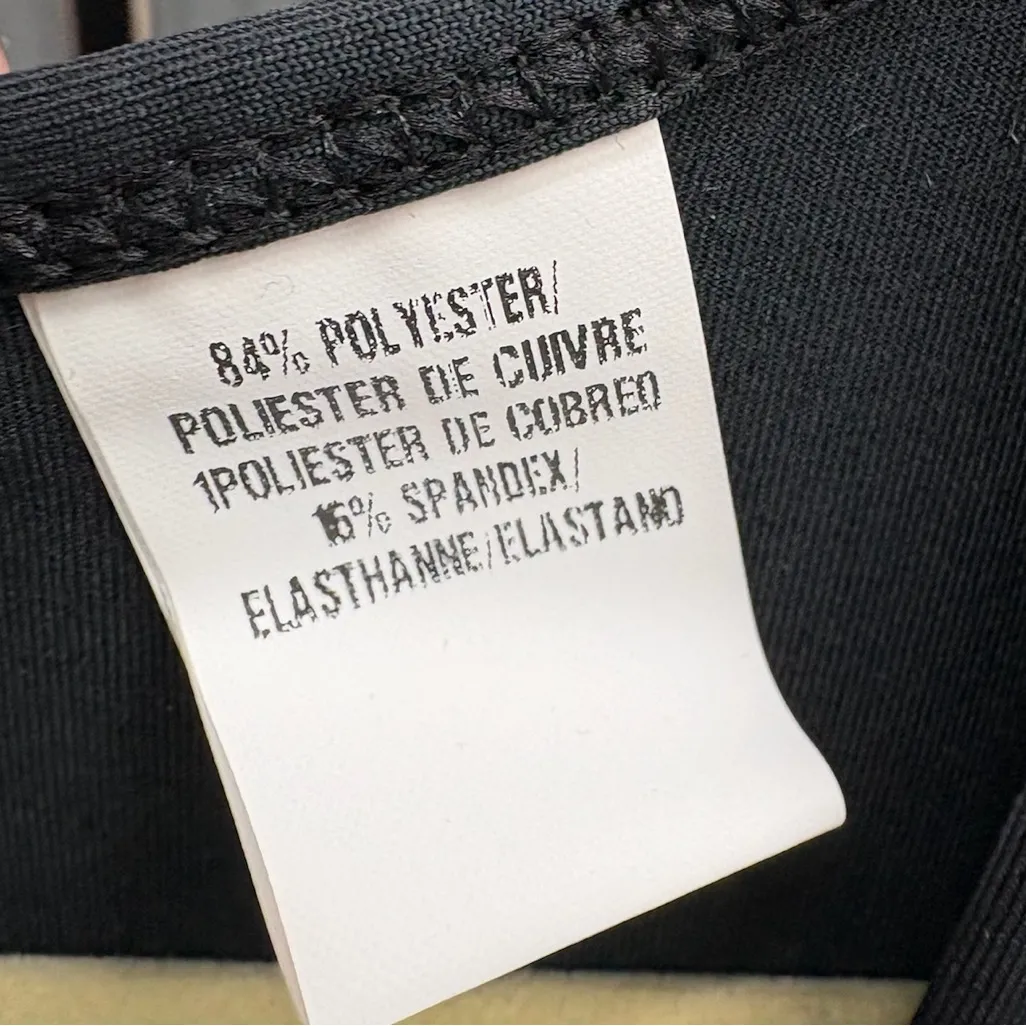 84% POLYESTER/
POLIESTER DE CUIVRE
1POLIESTER DE COBREO
16% SPANDEX/
ELASTHANNE/ELASTANO